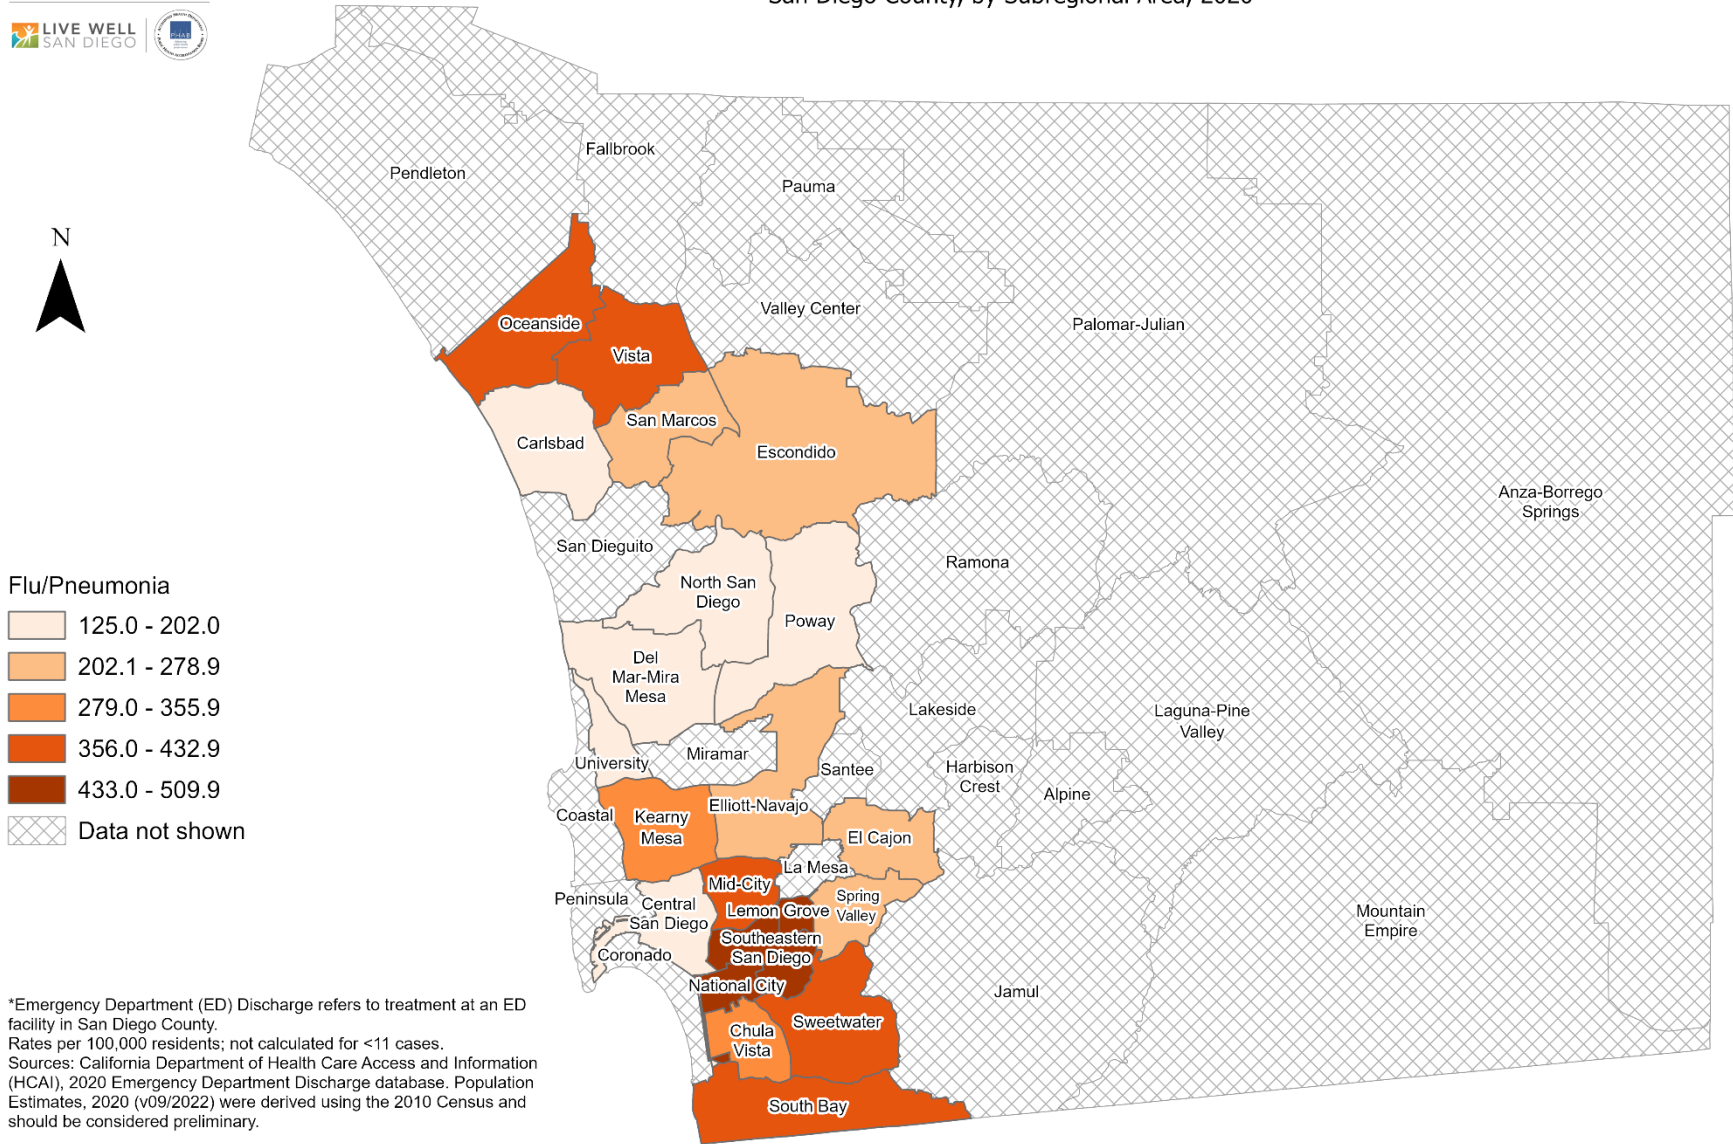 San Diego County, by Subregional Area, 2020
LIVE WELL
SAN DIEGO
PHAB
Fallbrook
Pendleton
Pauma
N
Valley Center
Oceanside
Palomar-Julian
Vista
San Marcos
Carlsbad
Escondido
Anza-Borrego
Springs
San Dieguito
Ramona
North San
Diego
Poway
Del
Mar-Mira
Mesa
Lakeside
Laguna-Pine
Valley
Miramar
University
Santee
Harbison
Crest
Alpine
Coastal
Kearny
Mesa
Elliott-Navajo
El Cajon
La Mesa
Mid-City
Peninsula
Central
San Diego
Spring
Valley
Lemon Grove
Mountain
Empire
Southeastern
San Diego
Coronado
National City
Jamul
Sweetwater
Chula
Vista
South Bay
Flu/Pneumonia
125.0 - 202.0
202.1 - 278.9
279.0 - 355.9
356.0 - 432.9
433.0 - 509.9
Data not shown
*Emergency Department (ED) Discharge refers to treatment at an ED
facility in San Diego County.
Rates per 100,000 residents; not calculated for <11 cases.
Sources: California Department of Health Care Access and Information
(HCAI), 2020 Emergency Department Discharge database. Population
Estimates, 2020 (v09/2022) were derived using the 2010 Census and
should be considered preliminary.